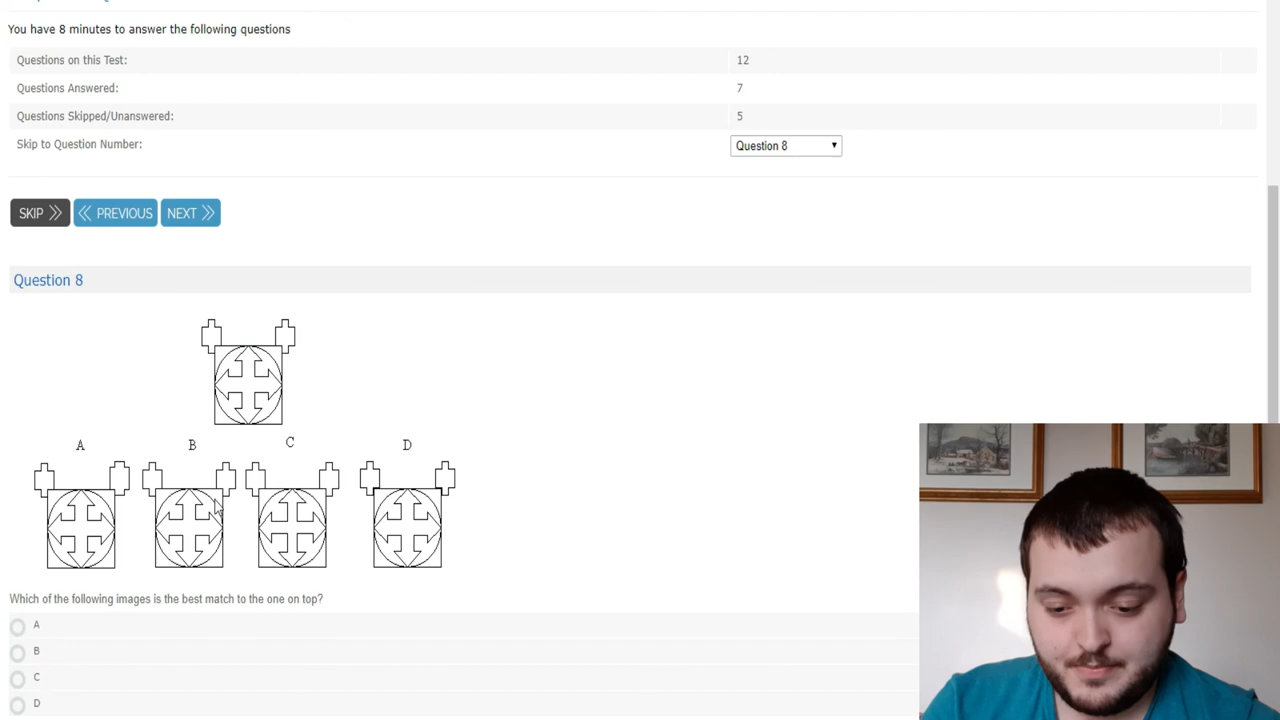 You have 8 minutes to answer the following questions
Questions on this Test: 12
Questions Answered: 7
Questions Skipped/Unanswered: 5
Skip to Question Number: Question 8
SKIP PREVIOUS NEXT
Question 8
A B C D
Which of the following images is the best match to the one on top?
A
B
C
D